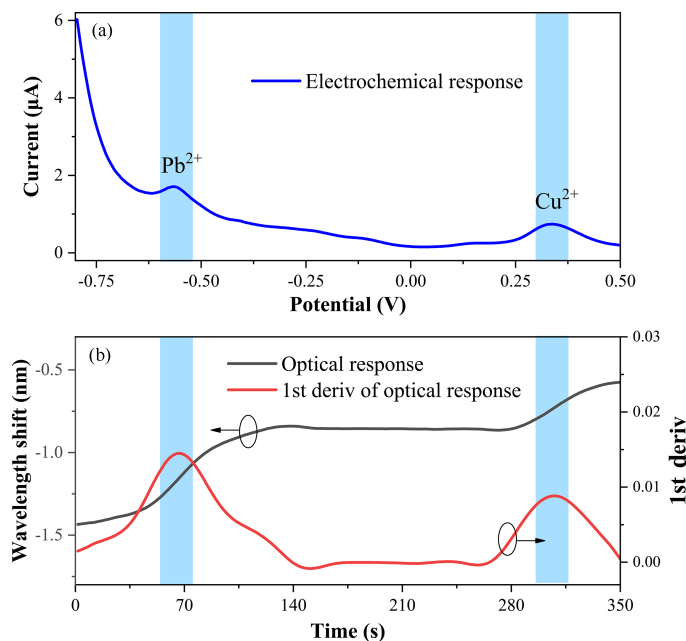 (a)
6
4
2
0
Current (μA)
Electrochemical response
Pb²⁺
Cu²⁺
-0.75 -0.50 -0.25 0.00 0.25 0.50
Potential (V)
(b)
-0.5
-1.0
-1.5
Wavelength shift (nm)
Optical response
1st deriv of optical response
0.03
0.02
0.01
0.00
1st deriv
0 70 140 210 280 350
Time (s)